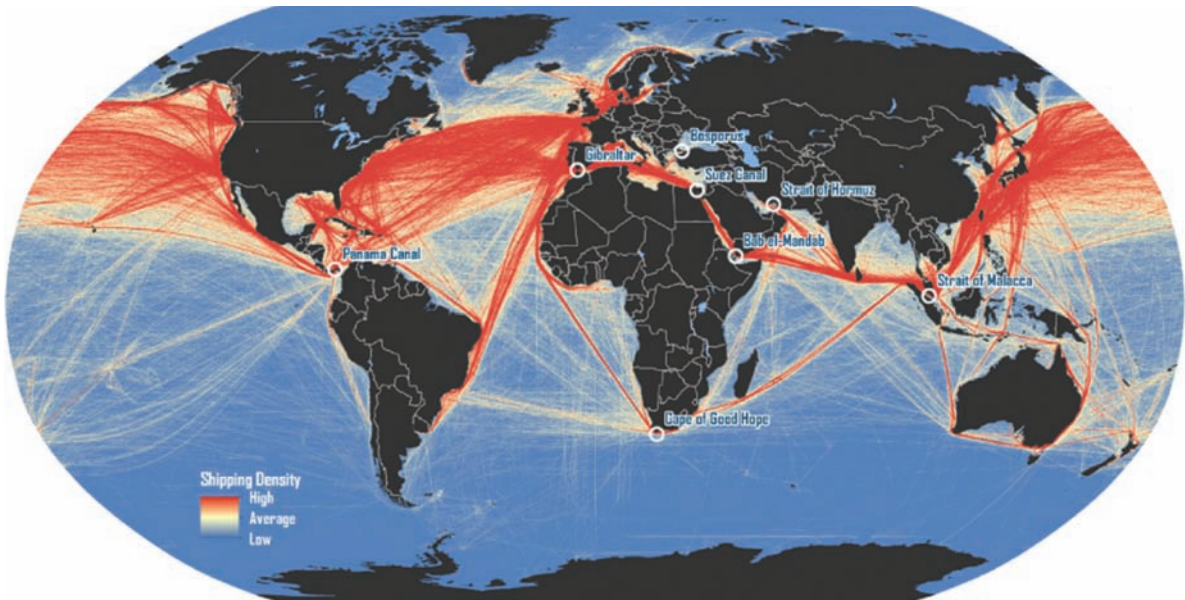 Bosporus
Gibraltar
Suez Canal
Strait of Hormuz
Bab el-Mandab
Panama Canal
Strait of Malacca
Cape of Good Hope
Shipping Density
High
Average
Low